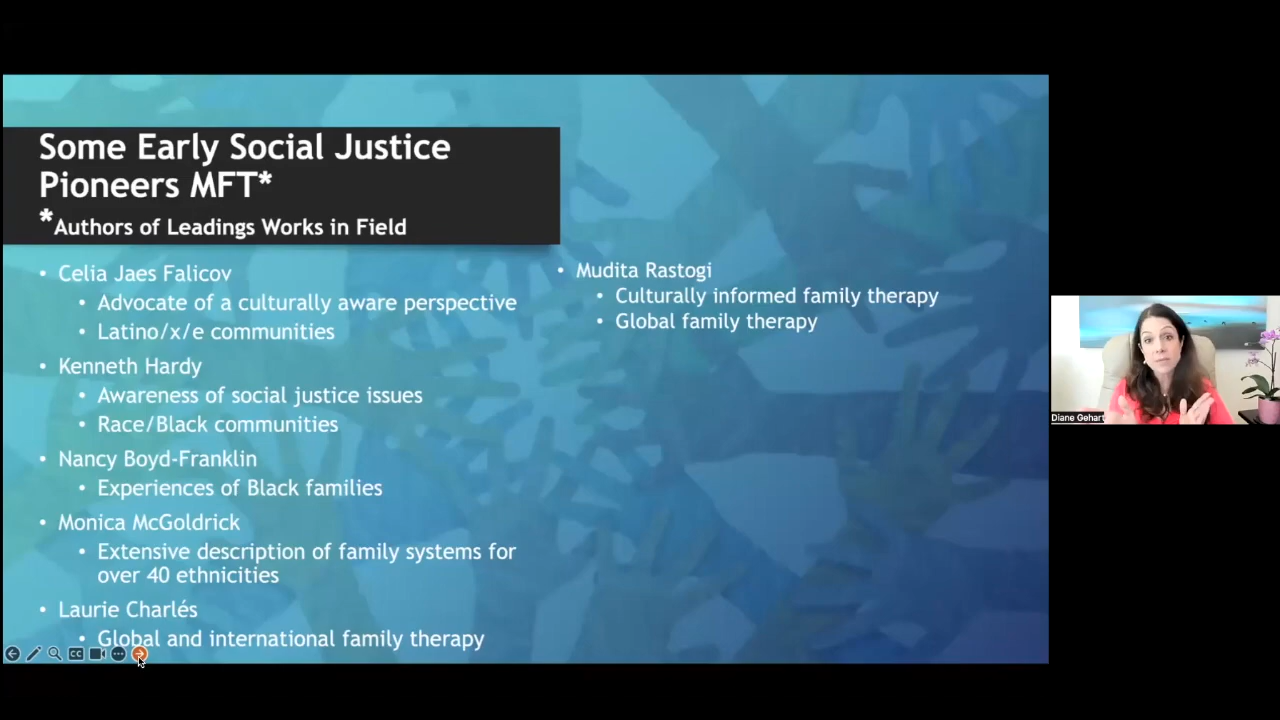 Some Early Social Justice
Pioneers MFT*
*Authors of Leadings Works in Field
• Celia Jaes Falicov
• Advocate of a culturally aware perspective
• Latino/x/e communities
• Kenneth Hardy
• Awareness of social justice issues
• Race/Black communities
• Nancy Boyd-Franklin
• Experiences of Black families
• Monica McGoldrick
• Extensive description of family systems for
over 40 ethnicities
• Laurie Charlés
• Global and international family therapy
• Mudita Rastogi
• Culturally informed family therapy
• Global family therapy
CC
Diane Gehart